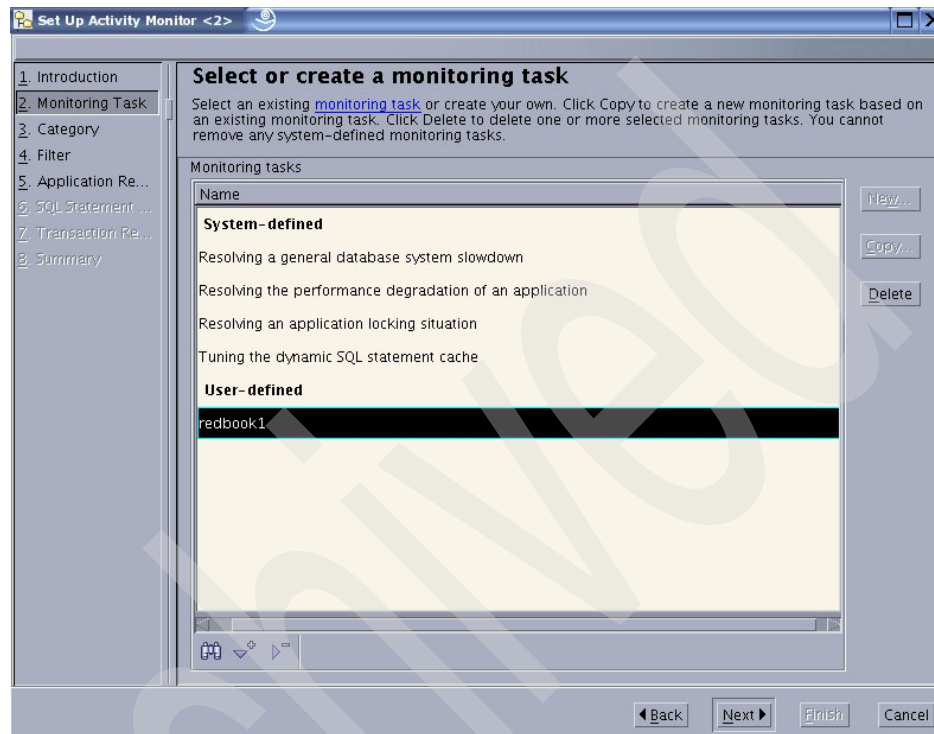 Set Up Activity Monitor <2>
1. Introduction
2. Monitoring Task
3. Category
4. Filter
5. Application Re...
6. SQL Statement ...
7. Transaction Re...
8. Summary
Select or create a monitoring task
Select an existing monitoring task or create your own. Click Copy to create a new monitoring task based on
an existing monitoring task. Click Delete to delete one or more selected monitoring tasks. You cannot
remove any system-defined monitoring tasks.
Monitoring tasks
Name
System-defined
Resolving a general database system slowdown
Resolving the performance degradation of an application
Resolving an application locking situation
Tuning the dynamic SQL statement cache
User-defined
redbook1
New...
Copy...
Delete
Back
Next
Finish
Cancel